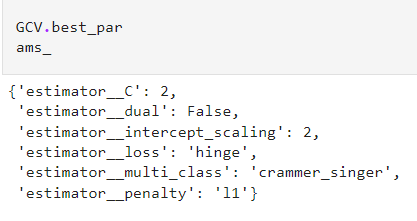 GCV.best_par
ams_
{'estimator__C': 2,
 'estimator__dual': False,
 'estimator__intercept_scaling': 2,
 'estimator__loss': 'hinge',
 'estimator__multi_class': 'crammer_singer',
 'estimator__penalty': 'l1'}